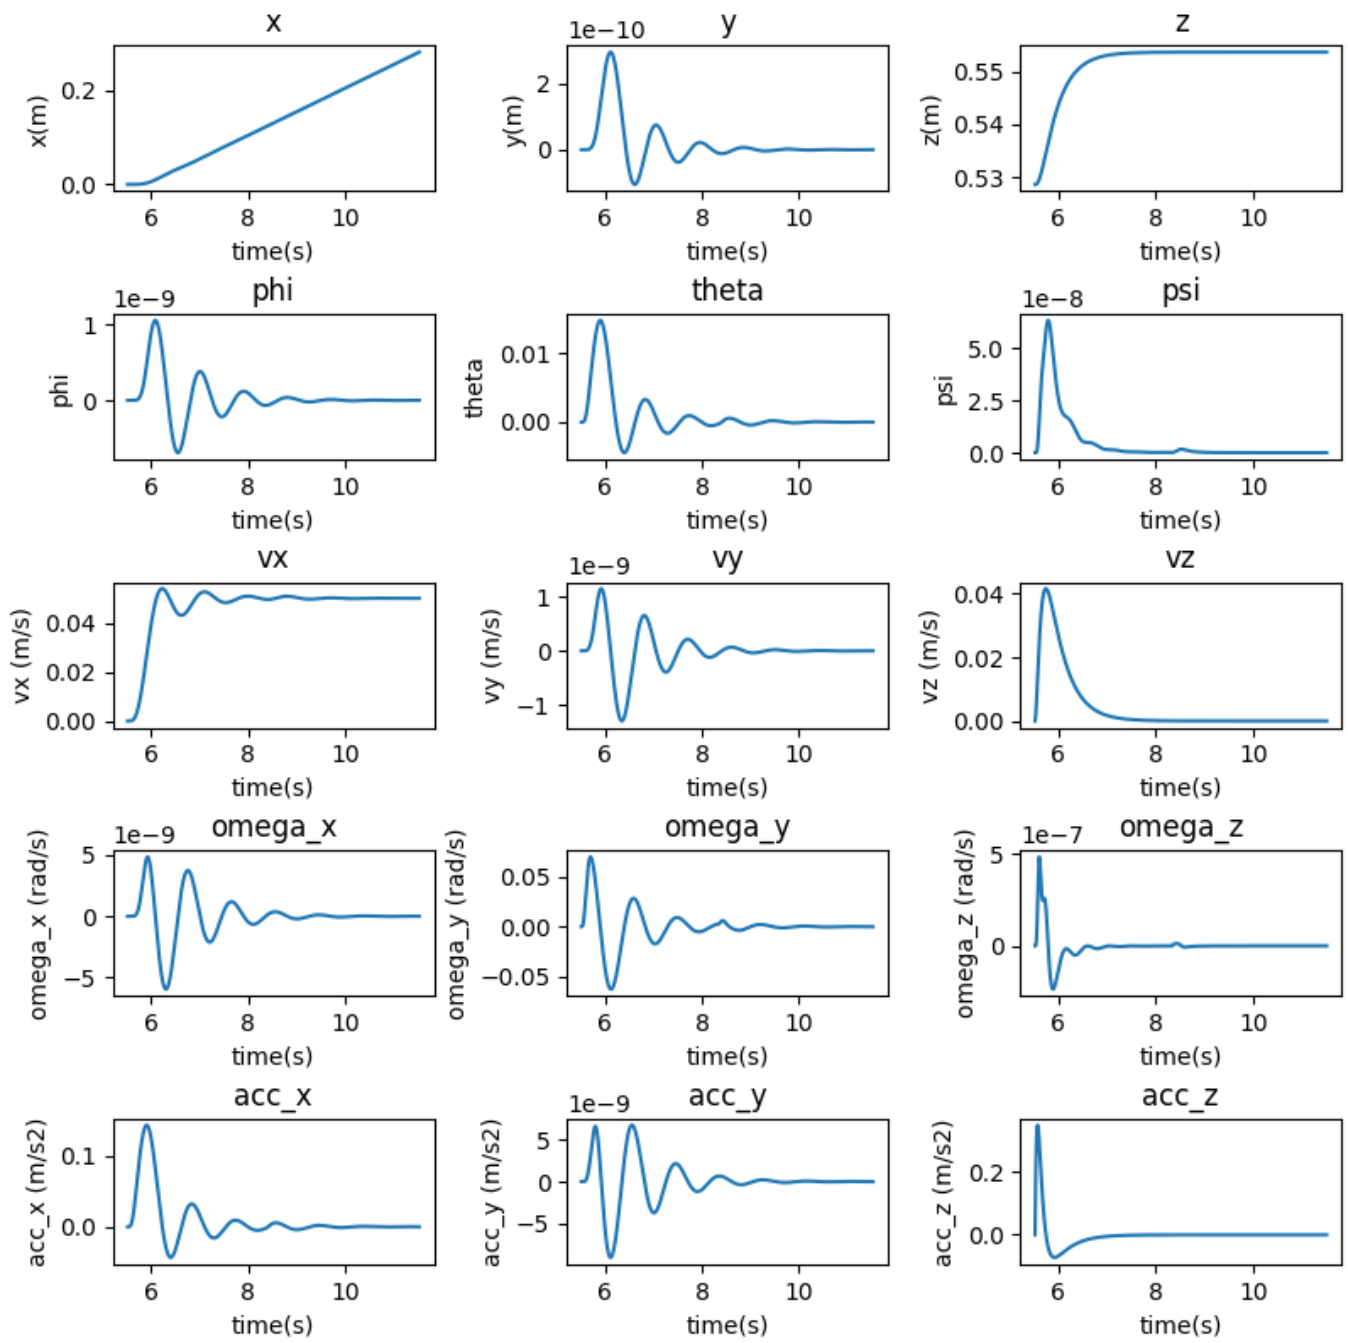 x
x(m)
0.2
0.0
6 8 10
time(s)
1e−10
y
y(m)
2
0
6 8 10
time(s)
z
z(m)
0.55
0.54
0.53
6 8 10
time(s)
1e−9
phi
phi
1
0
6 8 10
time(s)
theta
theta
0.01
0.00
6 8 10
time(s)
1e−8
psi
psi
5.0
2.5
0.0
6 8 10
time(s)
vx
vx (m/s)
0.04
0.02
0.00
6 8 10
time(s)
1e−9
vy
vy (m/s)
1
0
−1
6 8 10
time(s)
vz
vz (m/s)
0.04
0.02
0.00
6 8 10
time(s)
1e−9
omega_x
omega_x (rad/s)
5
0
−5
6 8 10
time(s)
omega_y
omega_y (rad/s)
0.05
0.00
−0.05
6 8 10
time(s)
1e−7
omega_z
omega_z (rad/s)
5
0
6 8 10
time(s)
acc_x
acc_x (m/s2)
0.1
0.0
6 8 10
time(s)
1e−9
acc_y
acc_y (m/s2)
5
0
−5
6 8 10
time(s)
acc_z
acc_z (m/s2)
0.2
0.0
6 8 10
time(s)